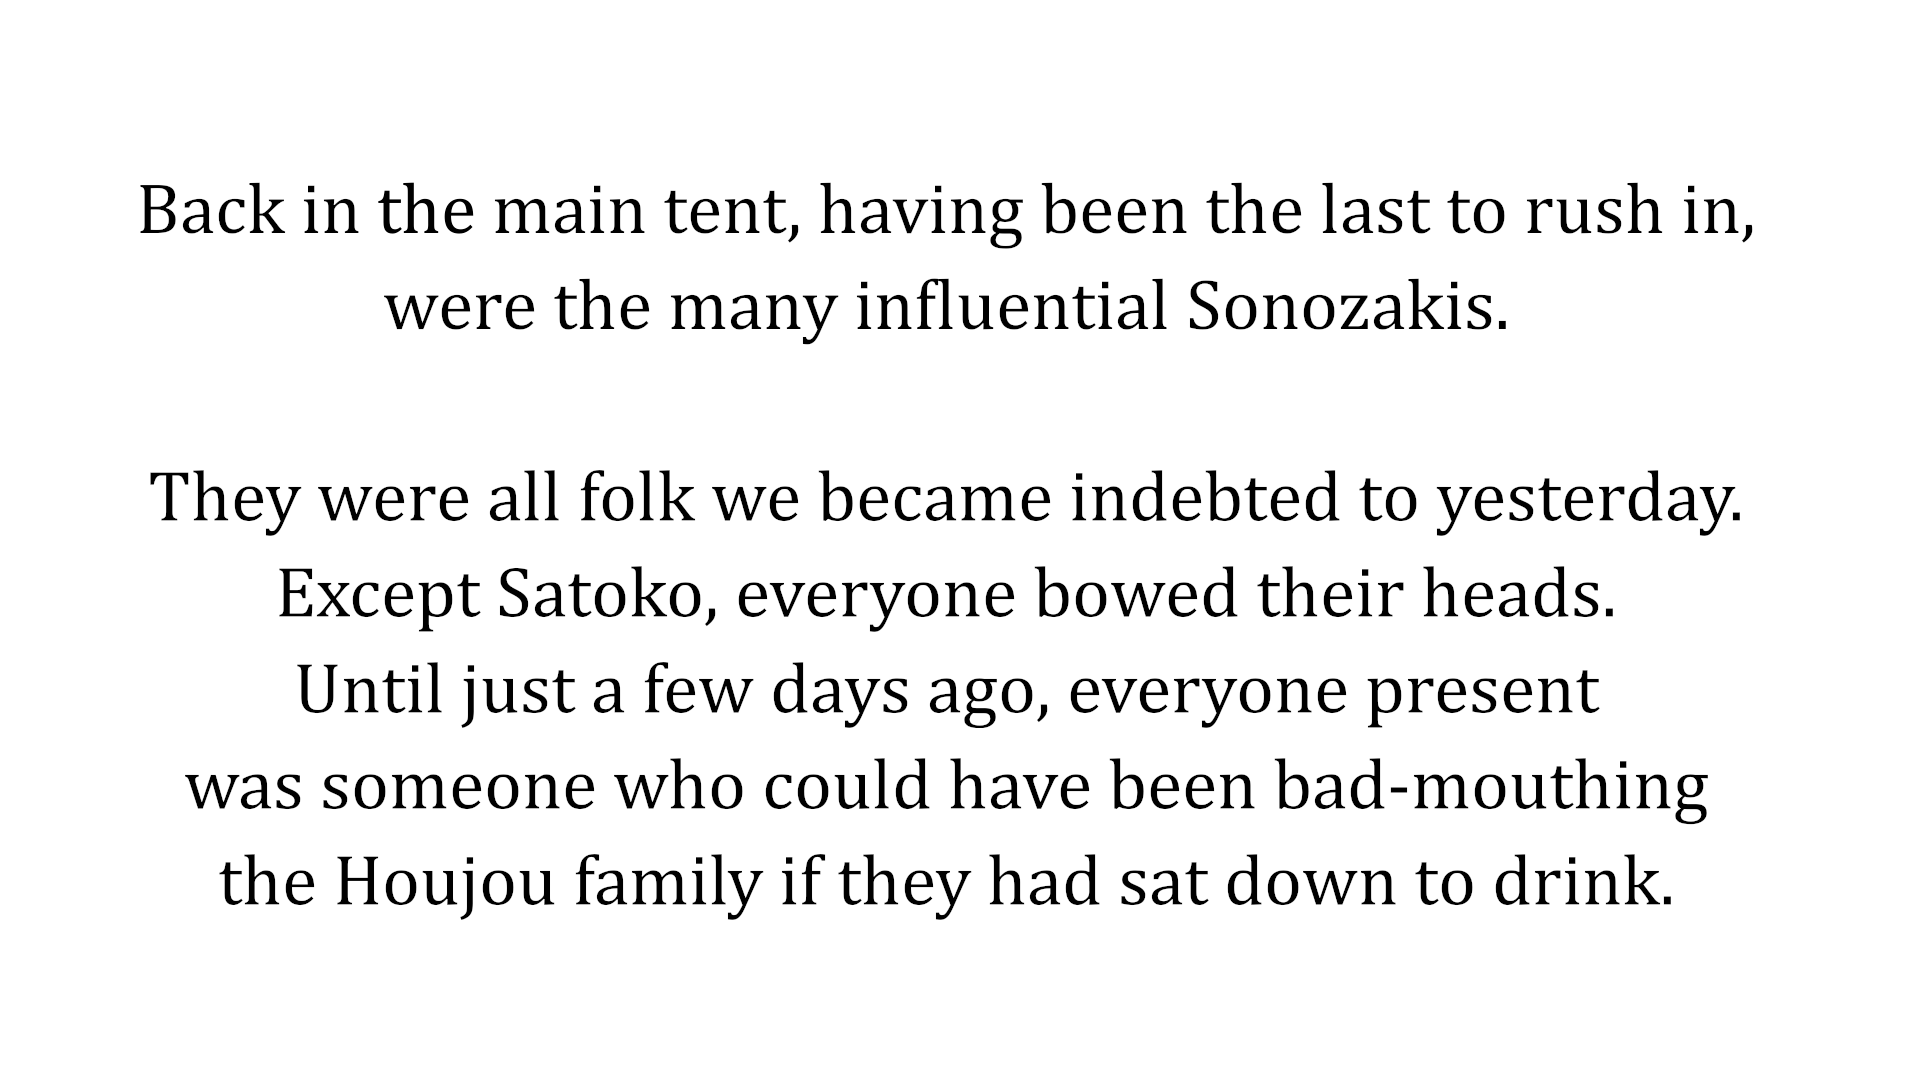 Back in the main tent, having been the last to rush in,
were the many influential Sonozakis.
They were all folk we became indebted to yesterday.
Except Satoko, everyone bowed their heads.
Until just a few days ago, everyone present
was someone who could have been bad-mouthing
the Houjou family if they had sat down to drink.